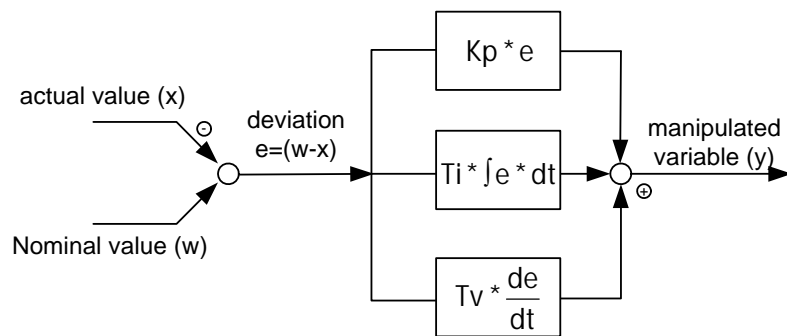 Kp * e
actual value (x)
-
deviation
e=(w-x)
manipulated
variable (y)
Ti * ∫e * dt
+
Nominal value (w)
Tv * de/dt